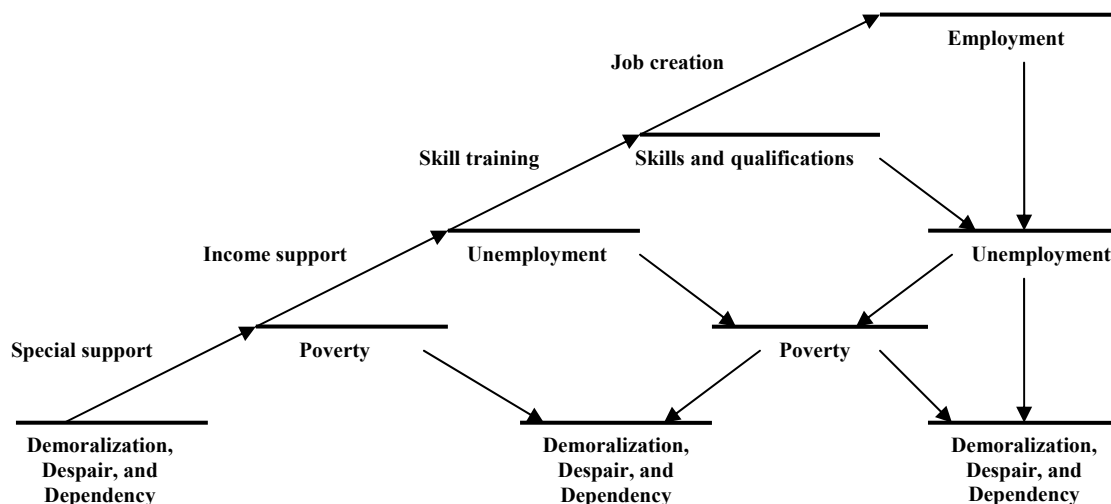 Employment
Job creation
Skill training
Skills and qualifications
Income support
Unemployment
Unemployment
Special support
Poverty
Poverty
Demoralization,
Despair, and
Dependency
Demoralization,
Despair, and
Dependency
Demoralization,
Despair, and
Dependency